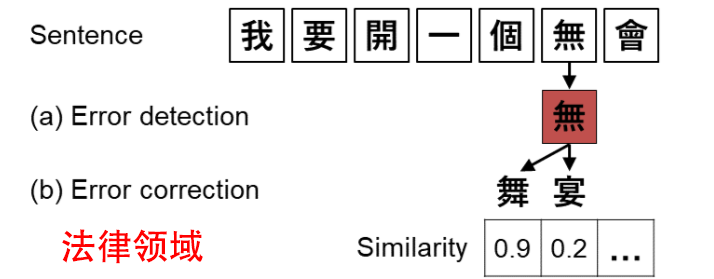 Sentence 我要開一個無會
(a) Error detection 無
(b) Error correction 舞 宴
法律领域 Similarity 0.9 0.2 ...